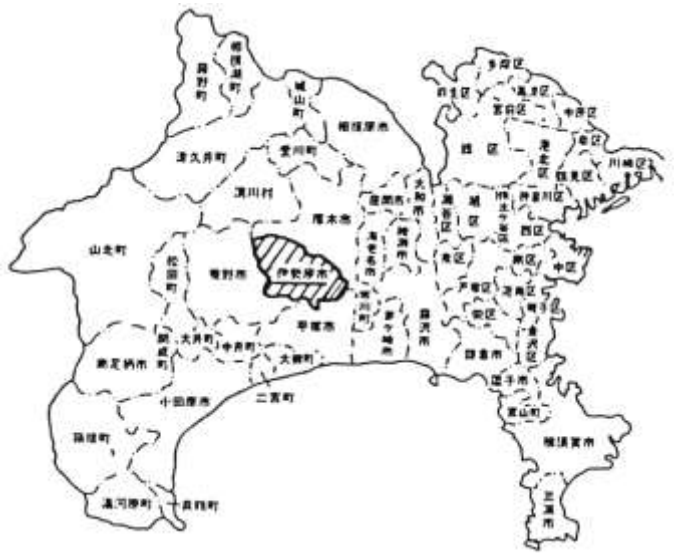 相模湖町
藤野町
城山町
相模原市
津久井町
愛川町
清川村
厚木市
座間市
大和市
海老名市
綾瀬市
山北町
松田町
秦野市
伊勢原市
寒川町
茅ヶ崎市
藤沢市
平塚市
開成町
大井町
中井町
大磯町
二宮町
南足柄市
小田原市
箱根町
湯河原町
真鶴町
多摩区
麻生区
高津区
宮前区
中原区
幸区
川崎区
緑区
港北区
鶴見区
神奈川区
瀬谷区
旭区
保土ケ谷区
西区
中区
南区
泉区
戸塚区
港南区
磯子区
栄区
金沢区
鎌倉市
逗子市
葉山町
横須賀市
三浦市